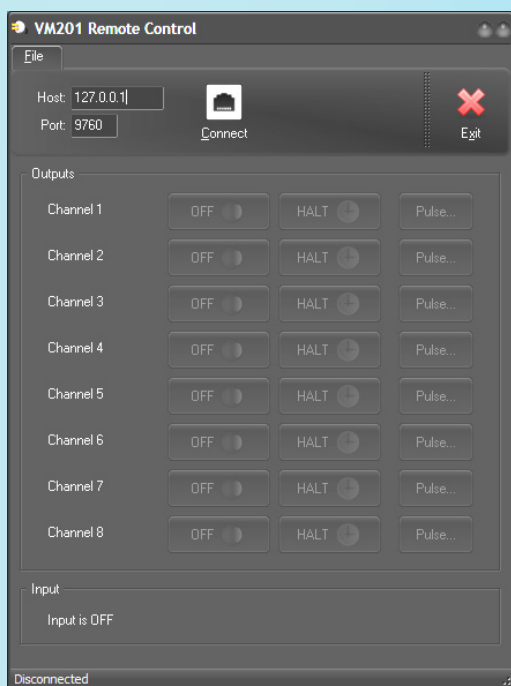 VM201 Remote Control
File
Host: 127.0.0.1
Port: 9760
Connect
Exit
Outputs
Channel 1 OFF HALT Pulse...
Channel 2 OFF HALT Pulse...
Channel 3 OFF HALT Pulse...
Channel 4 OFF HALT Pulse...
Channel 5 OFF HALT Pulse...
Channel 6 OFF HALT Pulse...
Channel 7 OFF HALT Pulse...
Channel 8 OFF HALT Pulse...
Input
Input is OFF
Disconnected